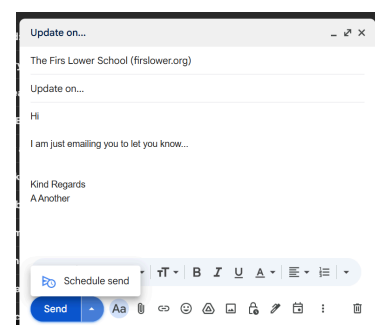 Update on...
The Firs Lower School (firslower.org)
Update on...
Hi
I am just emailing you to let you know...
Kind Regards
A Another
Schedule send
B I U A
Send
Aa